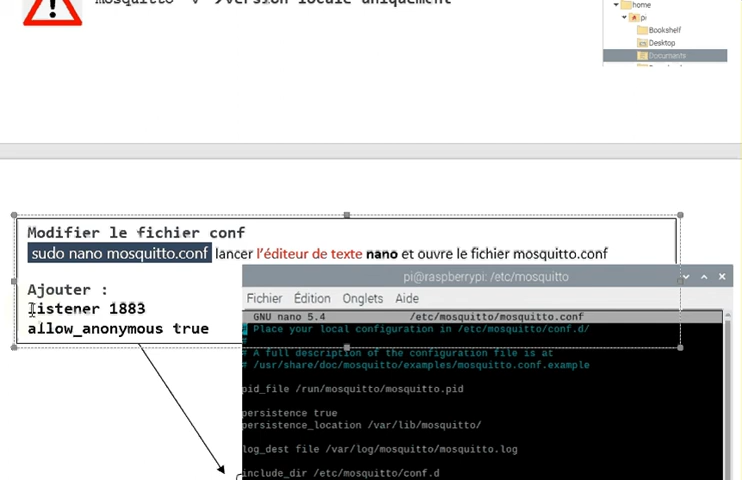 mosquitto -v →version locale uniquement
home
pi
Bookshelf
Desktop
Documents
Modifier le fichier conf
sudo nano mosquitto.conf lancer l'éditeur de texte nano et ouvre le fichier mosquitto.conf
Ajouter :
listener 1883
allow_anonymous true
pi@raspberrypi: /etc/mosquitto
Fichier Édition Onglets Aide
GNU nano 5.4 /etc/mosquitto/mosquitto.conf
Place your local configuration in /etc/mosquitto/conf.d/
#
# A full description of the configuration file is at
# /usr/share/doc/mosquitto/examples/mosquitto.conf.example
pid_file /run/mosquitto/mosquitto.pid
persistence true
persistence_location /var/lib/mosquitto/
log_dest file /var/log/mosquitto/mosquitto.log
include_dir /etc/mosquitto/conf.d